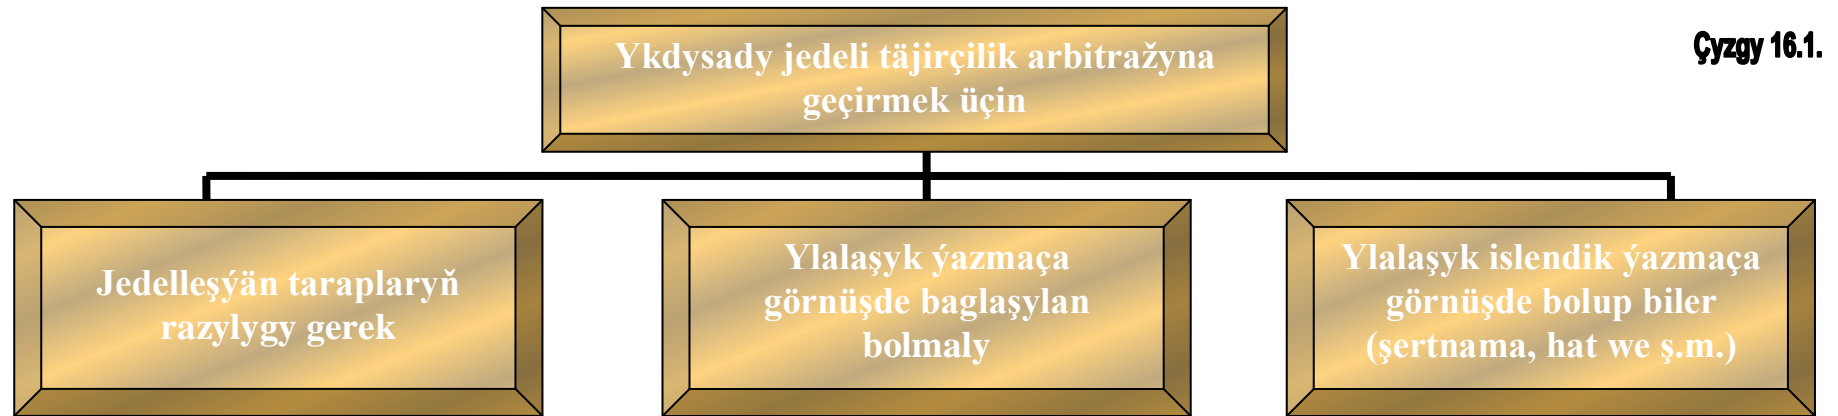 Ykdysady jedeli täjirçilik arbitražyna
geçirmek üçin
Çyzgy 16.1.
Jedelleşýän taraplaryň
razylygy gerek
Ylalaşyk ýazmaça
görnüşde baglaşylan
bolmaly
Ylalaşyk islendik ýazmaça
görnüşde bolup biler
(şertnama, hat we ş.m.)